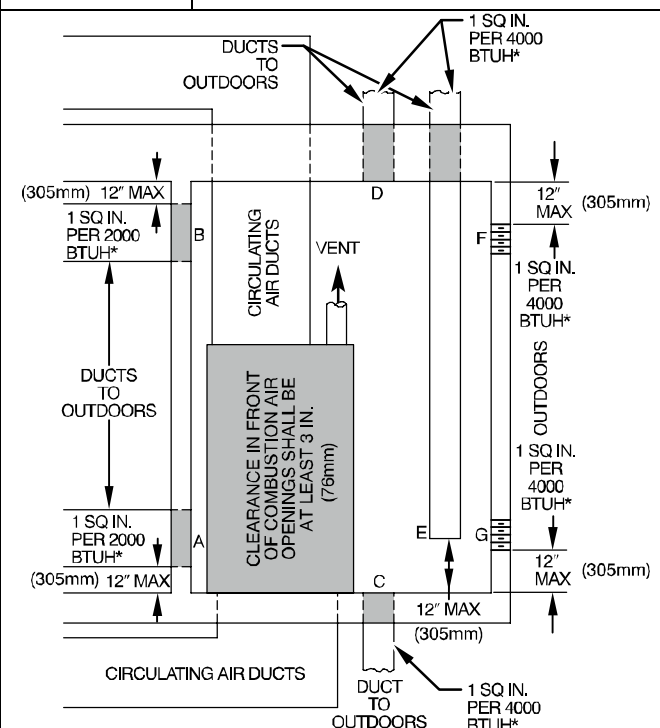 DUCTS
TO
OUTDOORS
1 SQ IN.
PER 4000
BTUH*
(305mm) 12" MAX
1 SQ IN.
PER 2000
BTUH*
B
D
CIRCULATING
AIR DUCTS
VENT
F
12"
MAX
(305mm)
1 SQ IN.
PER
4000
BTUH*
DUCTS
TO
OUTDOORS
CLEARANCE IN FRONT
OF COMBUSTION AIR
OPENINGS SHALL BE
AT LEAST 3 IN.
(76mm)
OUTDOORS
1 SQ IN.
PER
4000
BTUH*
1 SQ IN.
PER 2000
BTUH*
A
E
G
(305mm) 12" MAX
C
12" MAX
(305mm)
12"
MAX
(305mm)
CIRCULATING AIR DUCTS
DUCT
TO
OUTDOORS
1 SQ IN.
PER 4000
BTUH*